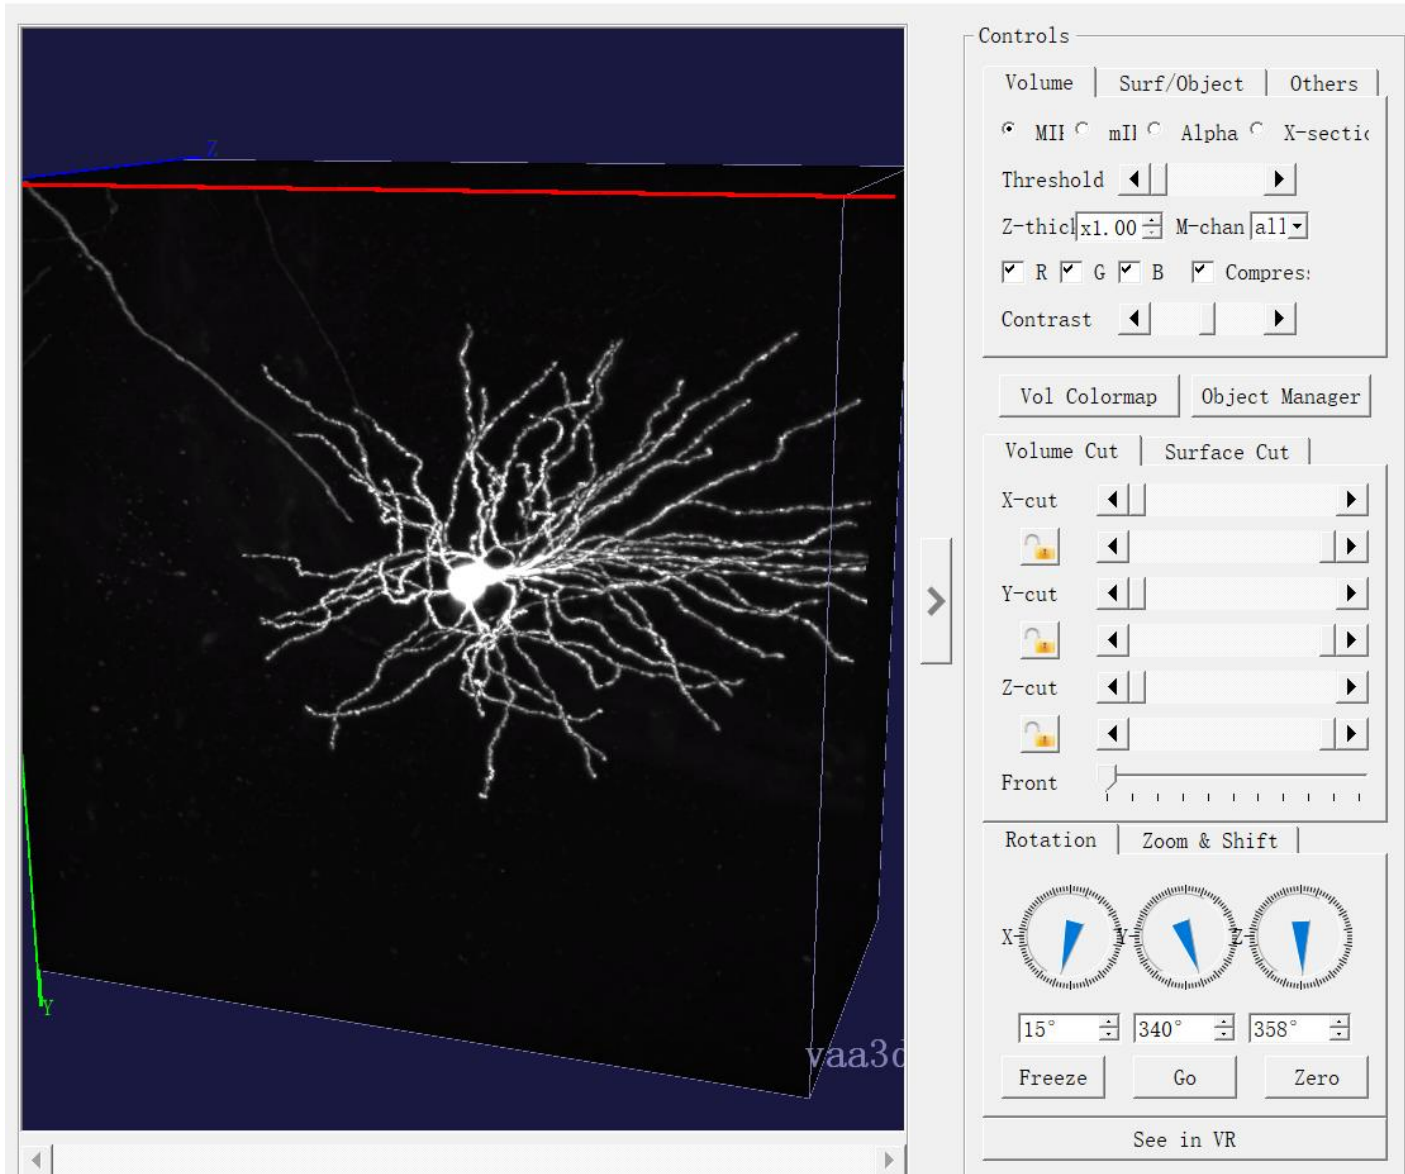 Controls
Volume Surf/Object Others
MII mII Alpha X-sectic
Threshold
Z-thicl x1.00 M-chan all
R G B Compres:
Contrast
Vol Colormap Object Manager
Volume Cut Surface Cut
X-cut
Y-cut
Z-cut
Front
Rotation Zoom & Shift
X Y Z
15° 340° 358°
Freeze Go Zero
See in VR
Z
Y
vaa3d